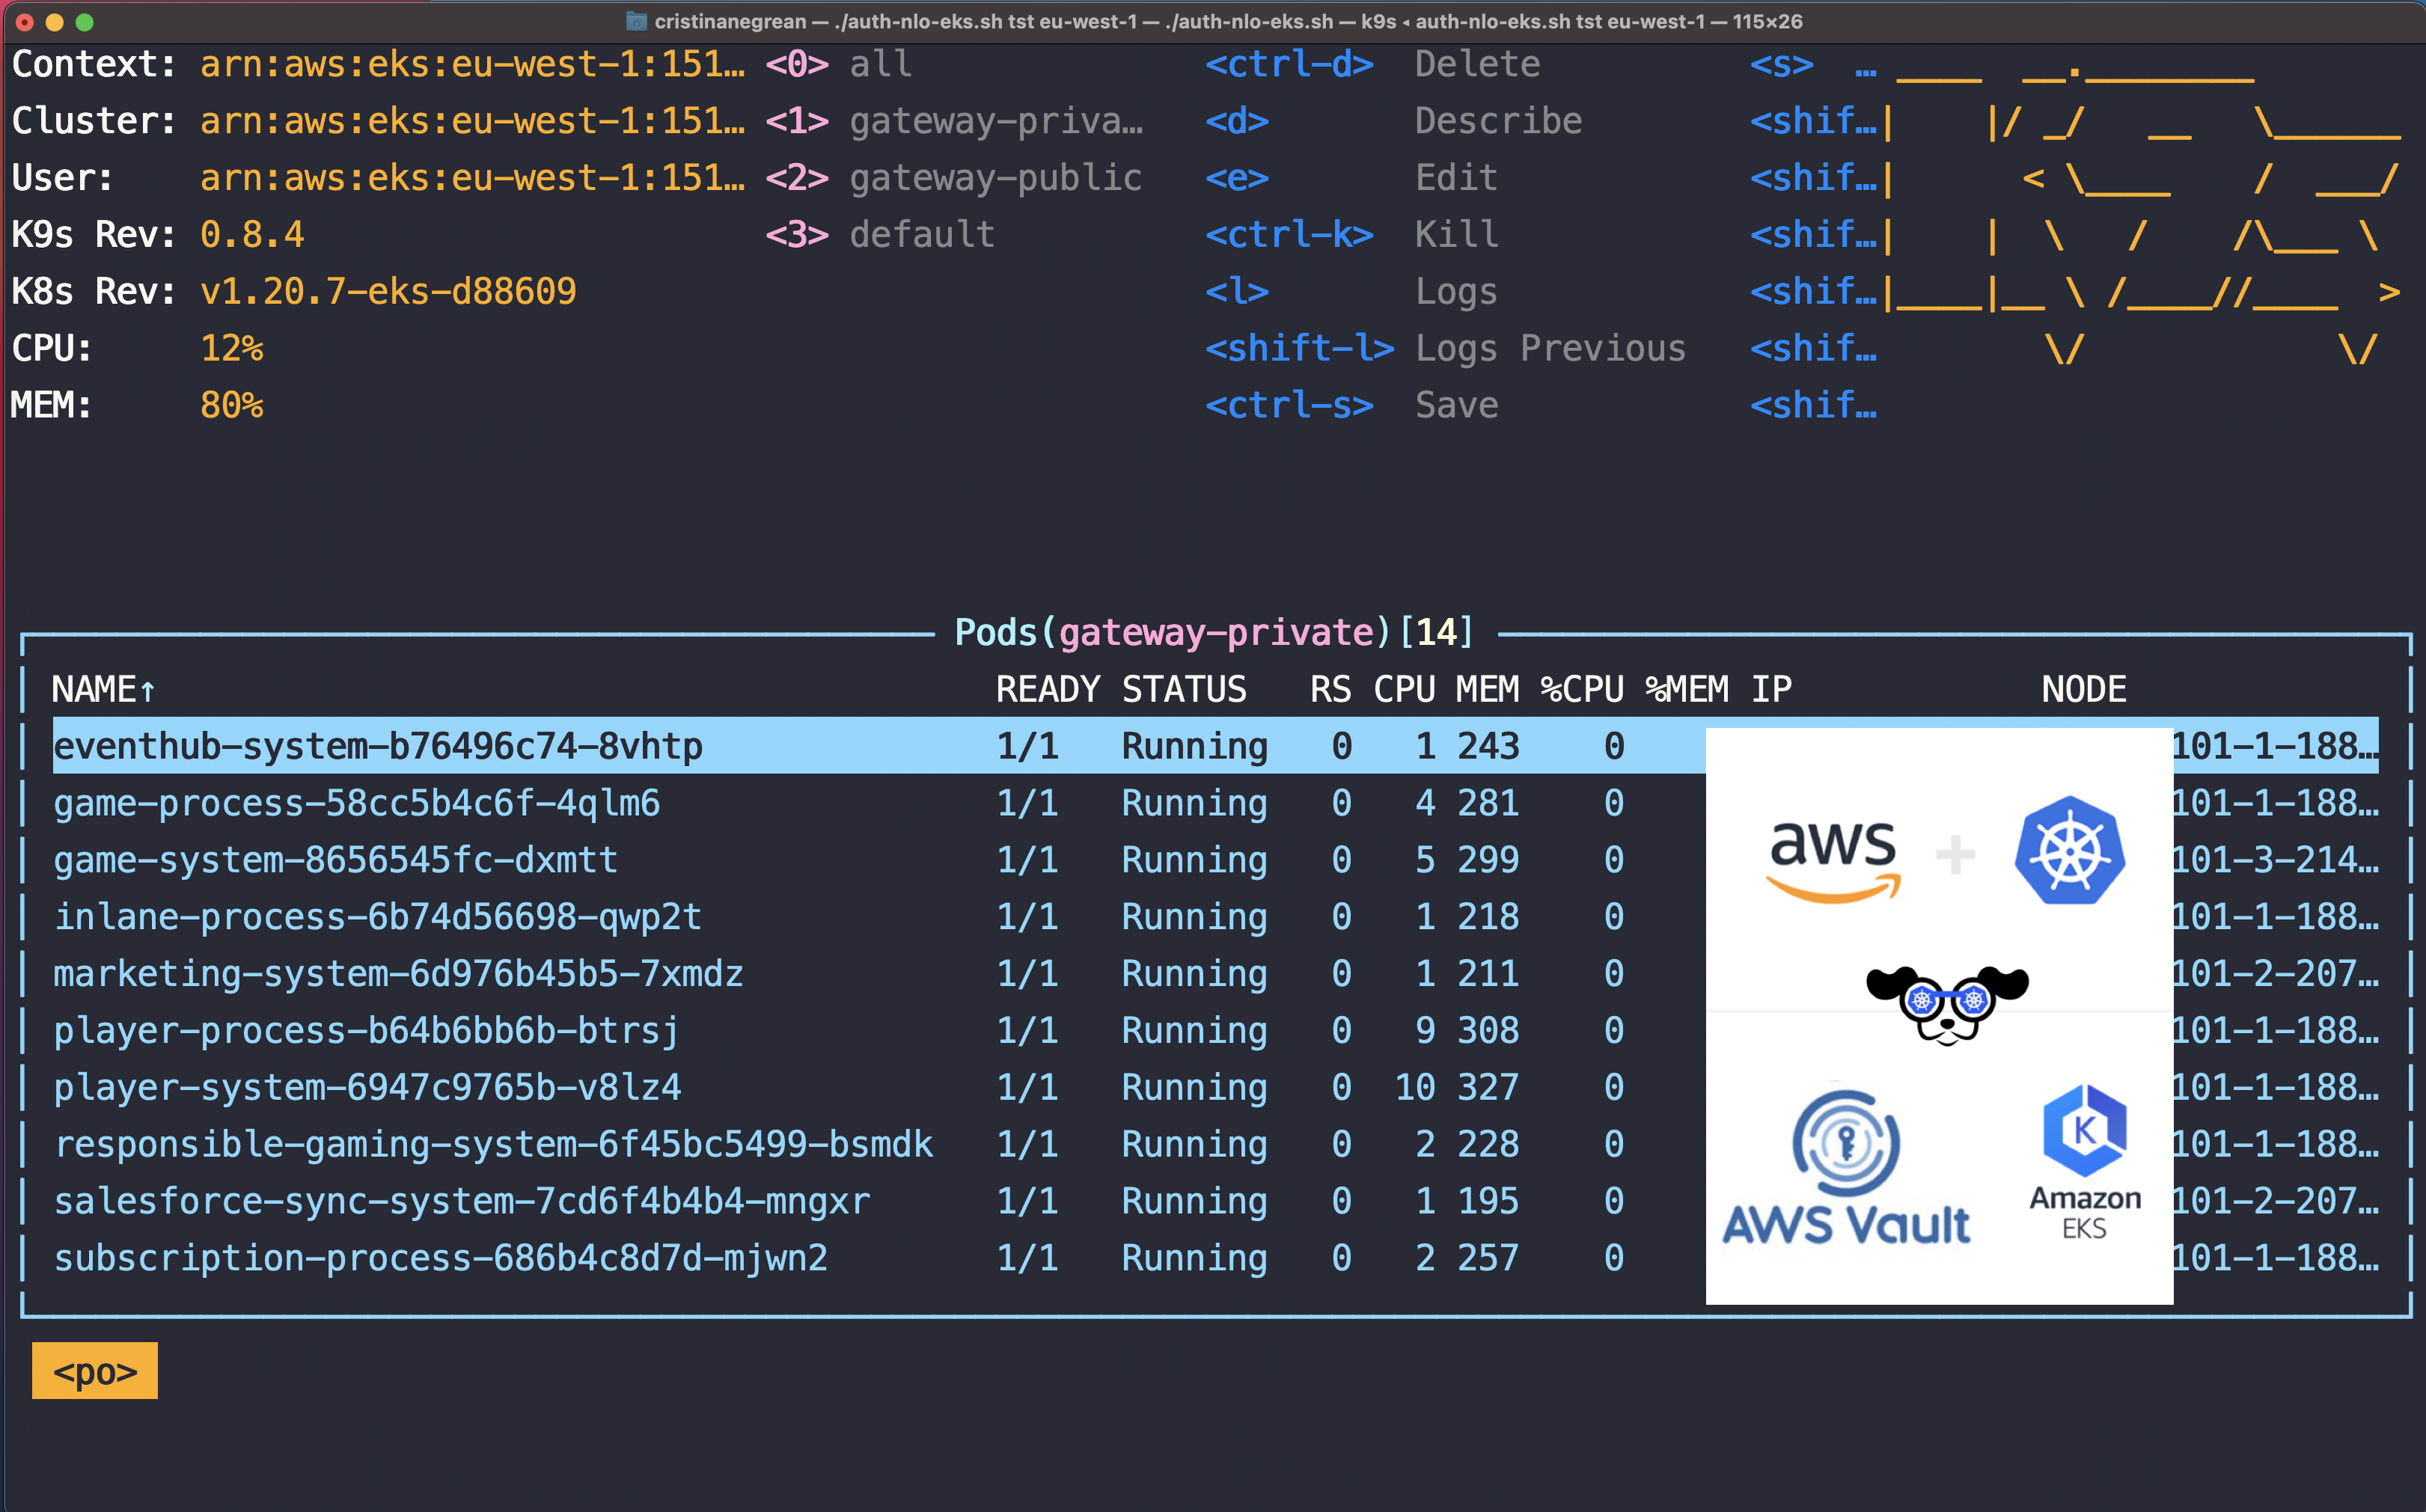 cristinanegrean — ./auth-nlo-eks.sh tst eu-west-1 — ./auth-nlo-eks.sh — k9s ◂ auth-nlo-eks.sh tst eu-west-1 — 115×26
Context: arn:aws:eks:eu-west-1:151… <0> all <ctrl-d> Delete <s> …
Cluster: arn:aws:eks:eu-west-1:151… <1> gateway-priva… <d> Describe <shif…
User: arn:aws:eks:eu-west-1:151… <2> gateway-public <e> Edit <shif…
K9s Rev: 0.8.4 <3> default <ctrl-k> Kill <shif…
K8s Rev: v1.20.7-eks-d88609 <l> Logs <shif…
CPU: 12% <shift-l> Logs Previous <shif…
MEM: 80% <ctrl-s> Save <shif…
Pods(gateway-private)[14]
NAME↑ READY STATUS RS CPU MEM %CPU %MEM IP NODE
eventhub-system-b76496c74-8vhtp 1/1 Running 0 1 243 0 101-1-188…
game-process-58cc5b4c6f-4qlm6 1/1 Running 0 4 281 0 101-1-188…
game-system-8656545fc-dxmtt 1/1 Running 0 5 299 0 101-3-214…
inlane-process-6b74d56698-qwp2t 1/1 Running 0 1 218 0 101-1-188…
marketing-system-6d976b45b5-7xmdz 1/1 Running 0 1 211 0 101-2-207…
player-process-b64b6bb6b-btrsj 1/1 Running 0 9 308 0 101-1-188…
player-system-6947c9765b-v8lz4 1/1 Running 0 10 327 0 101-1-188…
responsible-gaming-system-6f45bc5499-bsmdk 1/1 Running 0 2 228 0 101-1-188…
salesforce-sync-system-7cd6f4b4b4-mngxr 1/1 Running 0 1 195 0 101-2-207…
subscription-process-686b4c8d7d-mjwn2 1/1 Running 0 2 257 0 101-1-188…
aws +
K
AWS Vault
Amazon
EKS
<po>